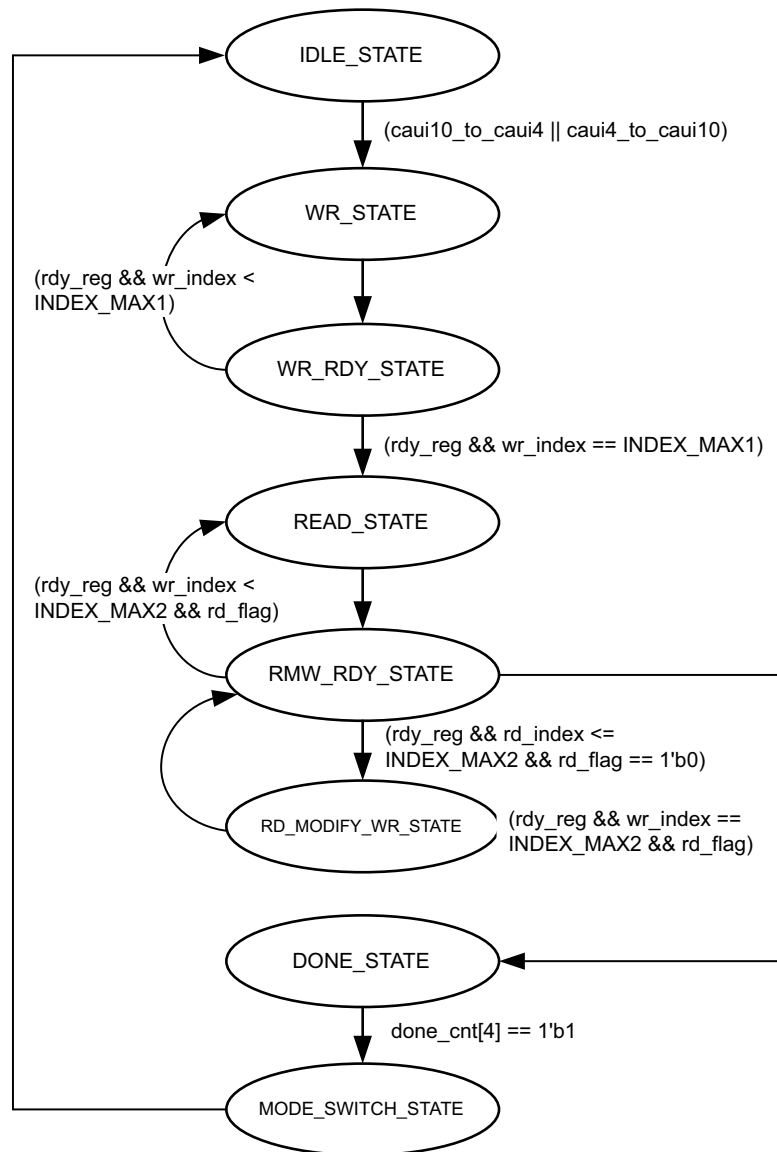 IDLE_STATE
(caui10_to_caui4 || caui4_to_caui10)
WR_STATE
(rdy_reg && wr_index <
INDEX_MAX1)
WR_RDY_STATE
(rdy_reg && wr_index == INDEX_MAX1)
READ_STATE
(rdy_reg && wr_index <
INDEX_MAX2 && rd_flag)
RMW_RDY_STATE
(rdy_reg && rd_index <=
INDEX_MAX2 && rd_flag == 1'b0)
RD_MODIFY_WR_STATE
(rdy_reg && wr_index ==
INDEX_MAX2 && rd_flag)
DONE_STATE
done_cnt[4] == 1'b1
MODE_SWITCH_STATE